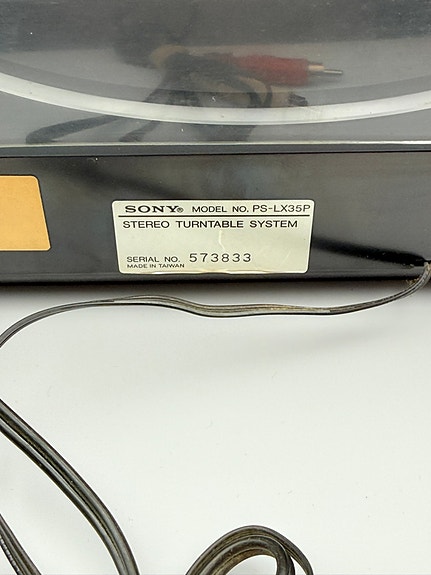 SONY® MODEL NO. PS-LX35P
STEREO TURNTABLE SYSTEM
SERIAL NO. 573833
MADE IN TAIWAN